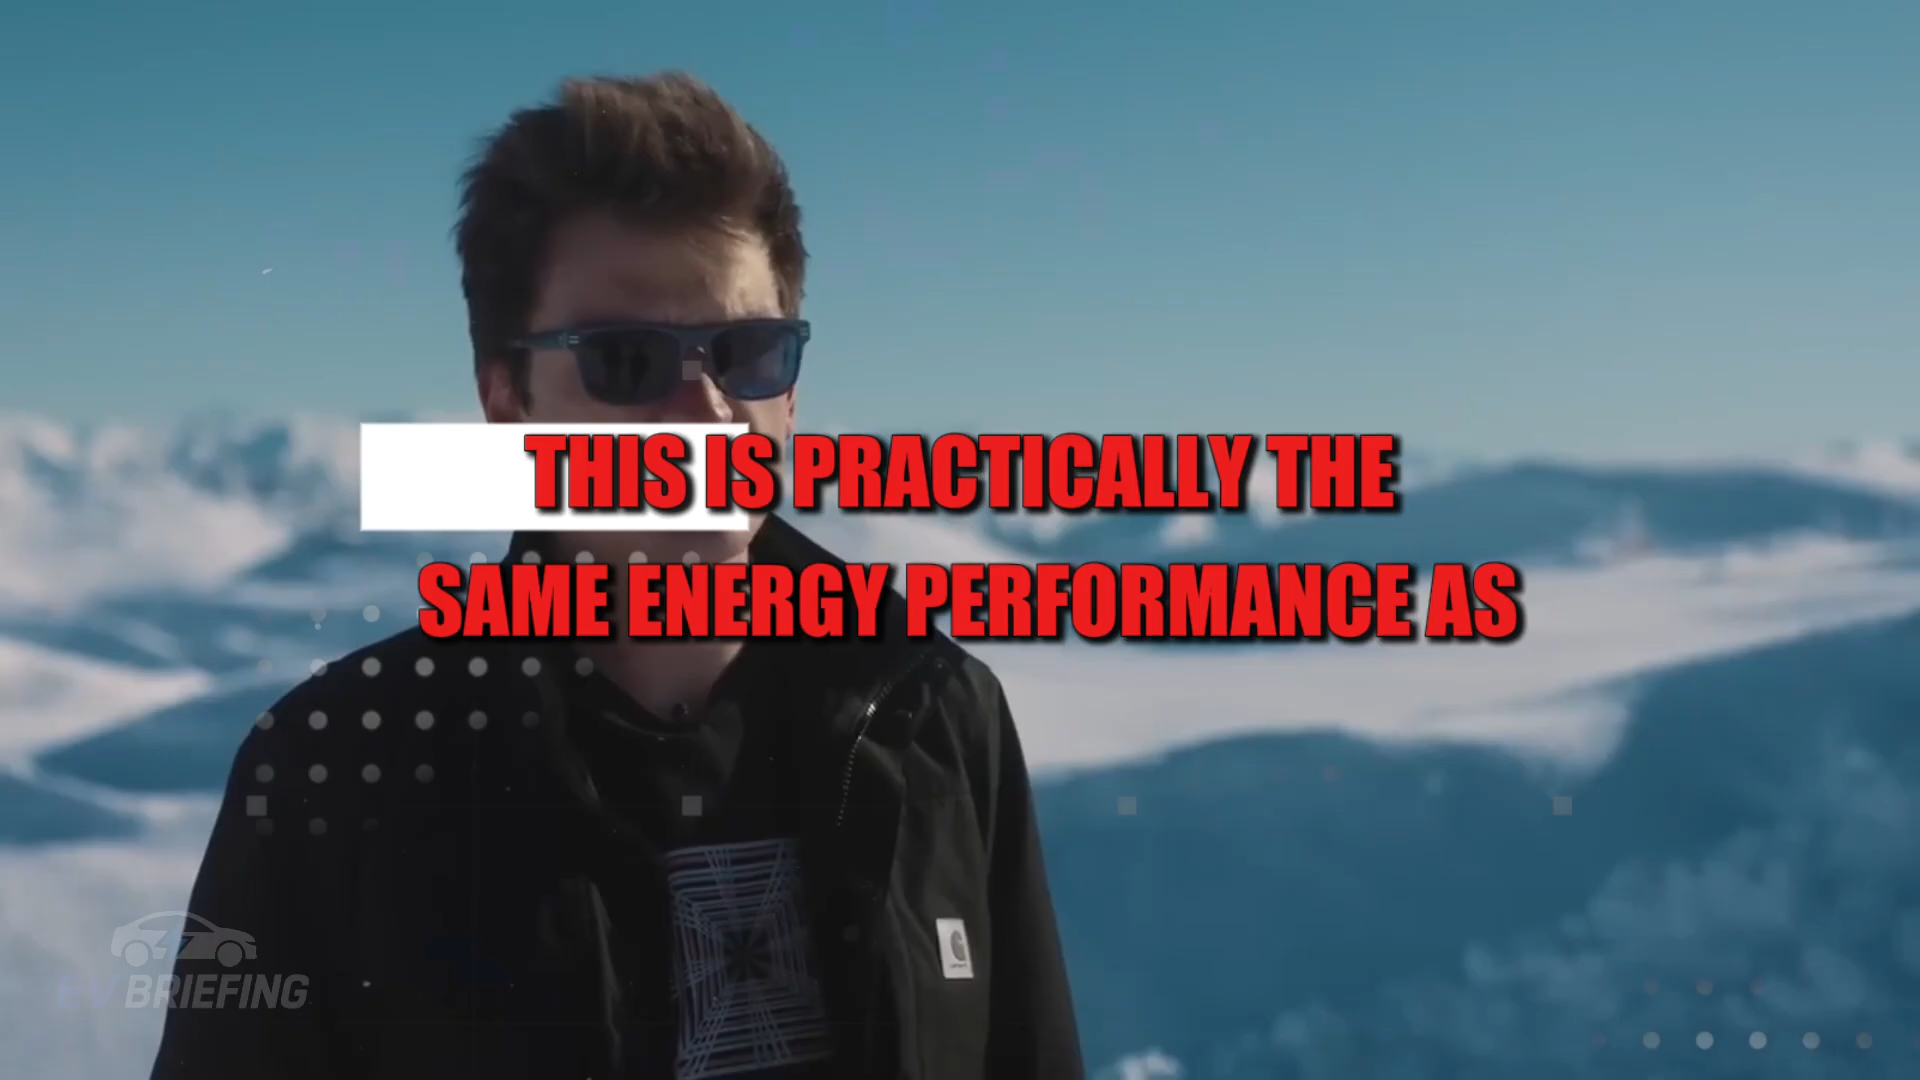 THIS IS PRACTICALLY THE
SAME ENERGY PERFORMANCE AS
EV BRIEFING